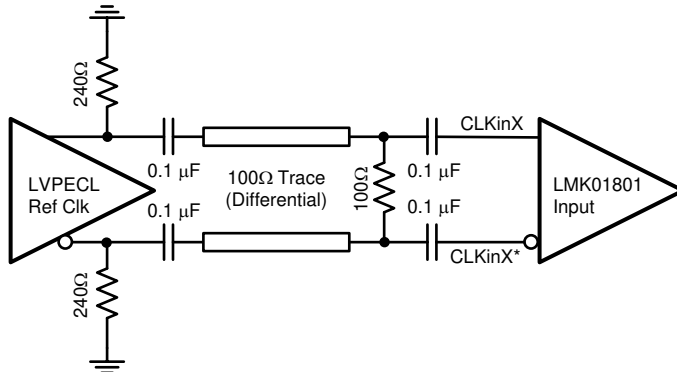 240Ω
CLKinX
LVPECL
Ref Clk
0.1 μF
0.1 μF
100Ω Trace
(Differential)
100Ω
0.1 μF
0.1 μF
LMK01801
Input
CLKinX*
240Ω